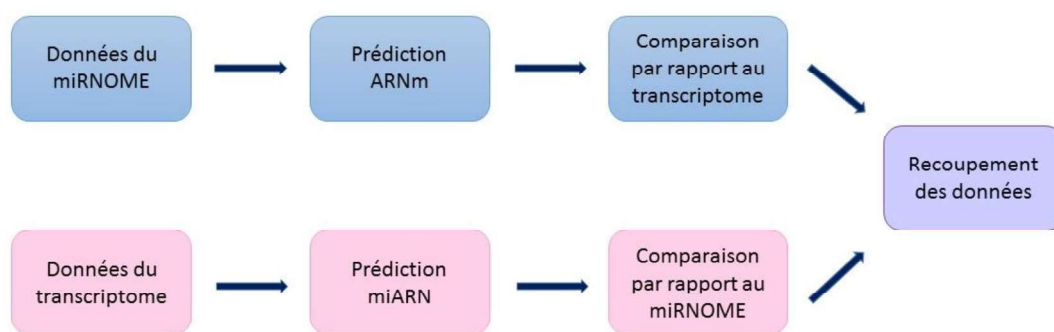 Données du
miRNOME
Prédiction
ARNm
Comparaison
par rapport au
transcriptome
Recoupement
des données
Données du
transcriptome
Prédiction
miARN
Comparaison
par rapport au
miRNOME